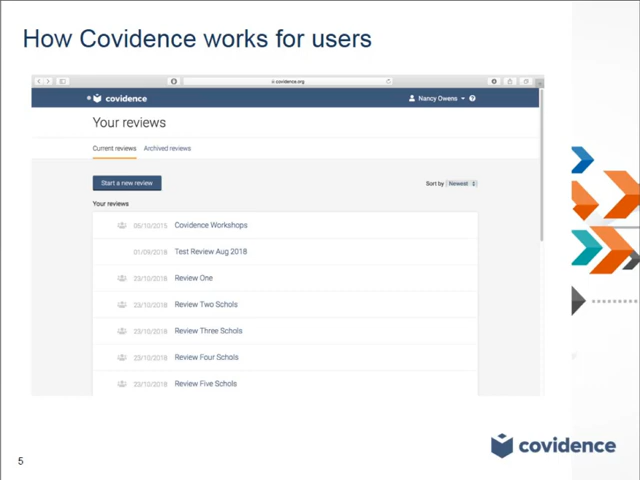 How Covidence works for users
covidence.org
covidence
Nancy Owens
Your reviews
Current reviews Archived reviews
Start a new review
Sort by Newest
Your reviews
05/10/2015 Covidence Workshops
01/08/2018 Test Review Aug 2018
23/10/2018 Review One
23/10/2018 Review Two Schols
23/10/2018 Review Three Schols
23/10/2018 Review Four Schols
23/10/2018 Review Five Schols
covidence
5